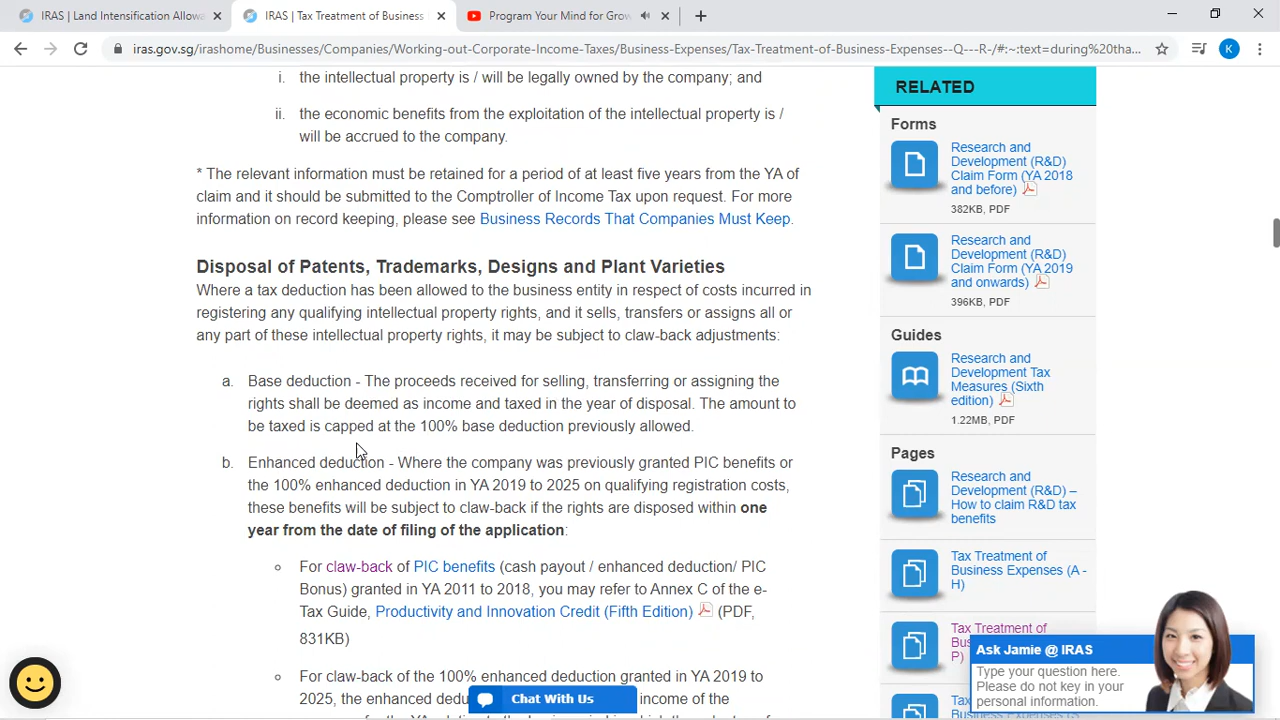 IRAS | Land Intensification Allowa
IRAS | Tax Treatment of Business
Program Your Mind for Grow
iras.gov.sg/irashome/Businesses/Companies/Working-out-Corporate-Income-Taxes/Business-Expenses/Tax-Treatment-of-Business-Expenses--Q---R-/#:~:text=during%20tha...
K
i. the intellectual property is / will be legally owned by the company; and
ii. the economic benefits from the exploitation of the intellectual property is /
will be accrued to the company.
* The relevant information must be retained for a period of at least five years from the YA of
claim and it should be submitted to the Comptroller of Income Tax upon request. For more
information on record keeping, please see Business Records That Companies Must Keep.
Disposal of Patents, Trademarks, Designs and Plant Varieties
Where a tax deduction has been allowed to the business entity in respect of costs incurred in
registering any qualifying intellectual property rights, and it sells, transfers or assigns all or
any part of these intellectual property rights, it may be subject to claw-back adjustments:
a. Base deduction - The proceeds received for selling, transferring or assigning the
rights shall be deemed as income and taxed in the year of disposal. The amount to
be taxed is capped at the 100% base deduction previously allowed.
b. Enhanced deduction - Where the company was previously granted PIC benefits or
the 100% enhanced deduction in YA 2019 to 2025 on qualifying registration costs,
these benefits will be subject to claw-back if the rights are disposed within one
year from the date of filing of the application:
For claw-back of PIC benefits (cash payout / enhanced deduction/ PIC
Bonus) granted in YA 2011 to 2018, you may refer to Annex C of the e-
Tax Guide, Productivity and Innovation Credit (Fifth Edition) (PDF,
831KB)
For claw-back of the 100% enhanced deduction granted in YA 2019 to
2025, the enhanced dedu income of the
RELATED
Forms
Research and
Development (R&D)
Claim Form (YA 2018
and before)
382KB, PDF
Research and
Development (R&D)
Claim Form (YA 2019
and onwards)
396KB, PDF
Guides
Research and
Development Tax
Measures (Sixth
edition)
1.22MB, PDF
Pages
Research and
Development (R&D) –
How to claim R&D tax
benefits
Tax Treatment of
Business Expenses (A -
H)
Tax Treatment of
P)
Ask Jamie @ IRAS
Type your question here.
Please do not key in your
personal information.
Chat With Us